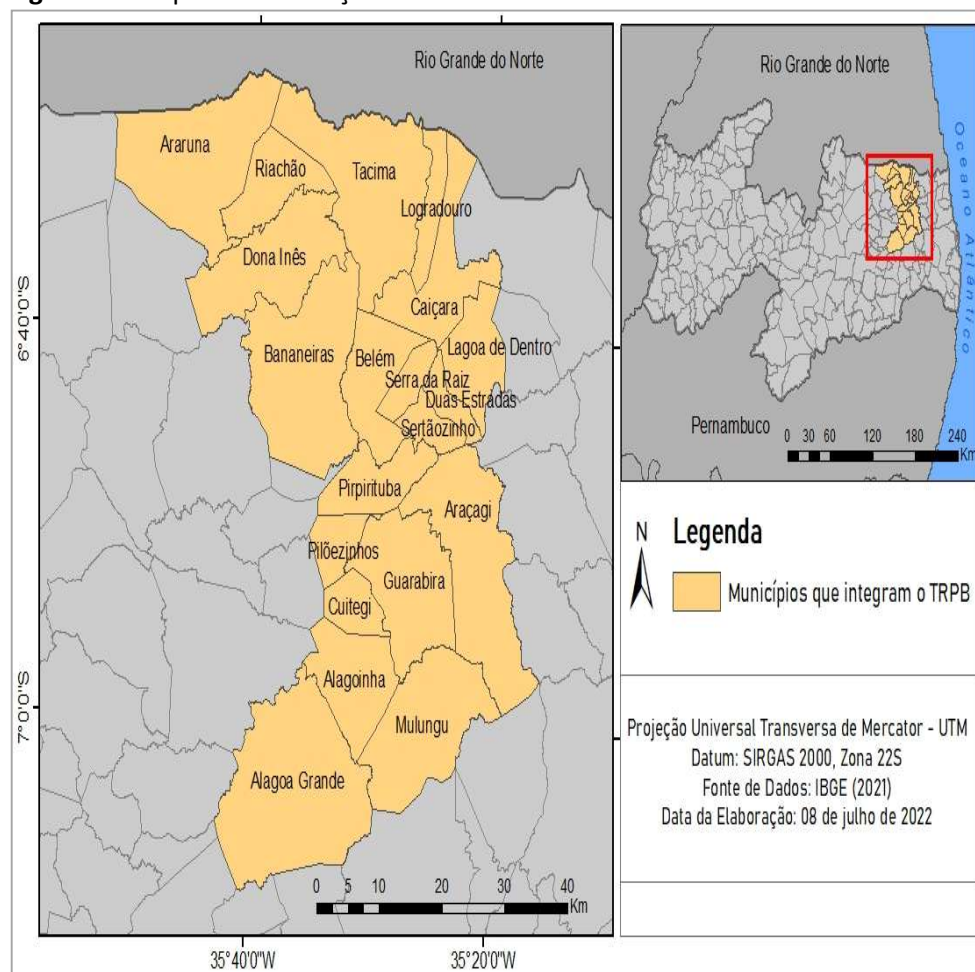 Rio Grande do Norte
Araruna
Riachão
Tacima
Logradouro
Dona Inês
Caiçara
Bananeiras
Belém
Lagoa de Dentro
Serra da Raiz
Duas Estradas
Sertãozinho
Pirpirituba
Araçagi
Pilõezinhos
Guarabira
Cuitegi
Alagoinha
Mulungu
Alagoa Grande
0 5 10 20 30 40
Km
6°40'0"S
7°0'0"S
35°40'0"W
35°20'0"W
Rio Grande do Norte
Oceano Atlântico
Pernambuco
0 30 60 120 180 240
Km
N
Legenda
Municípios que integram o TRPB
Projeção Universal Transversa de Mercator - UTM
Datum: SIRGAS 2000, Zona 22S
Fonte de Dados: IBGE (2021)
Data da Elaboração: 08 de julho de 2022